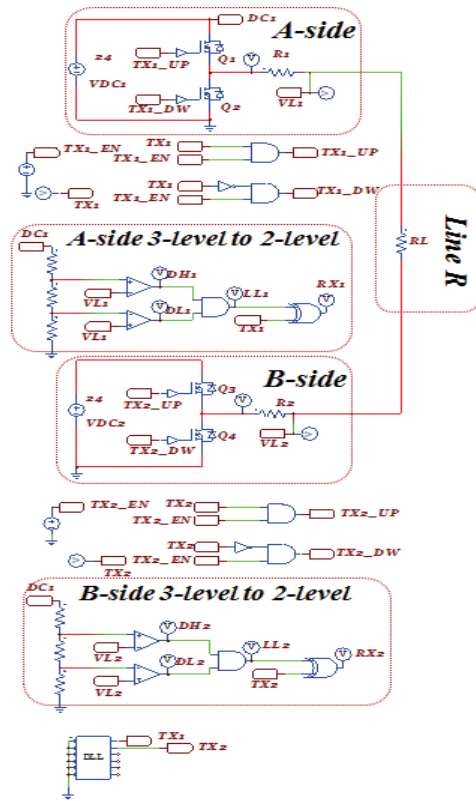 DC1
A-side
Q1
24
TX1_UP
V
R1
VDC1
VL1
V
TX1_DW
Q2
TX1_EN
TX1
TX1_EN
TX1_UP
V
TX1
TX1
TX1_EN
TX1_DW
Line R
RL
A-side 3-level to 2-level
DC1
V
DH1
V
RX1
VL1
V
DL1
V
LL1
VL1
TX1
B-side
24
TX2_UP
Q3
V
R2
VDC2
Q4
VL2
V
TX2_DW
TX2_EN
TX2
TX2_EN
TX2_UP
V
TX2
TX2
TX2_EN
TX2_DW
DC1
B-side 3-level to 2-level
V
DH2
V
RX2
VL2
V
DL2
V
LL2
VL2
TX2
DLL
TX1
TX2